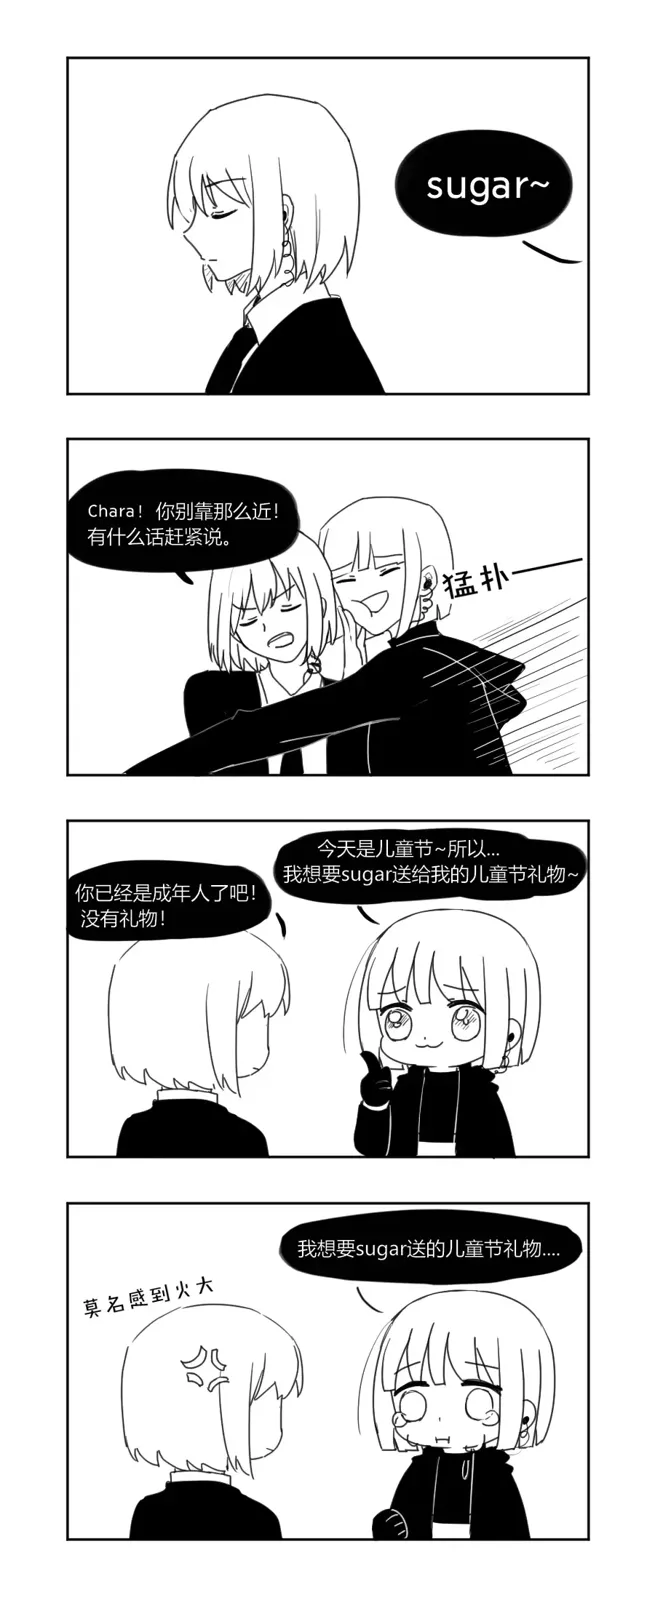 sugar~
Chara！你别靠那么近！
有什么话赶紧说。
猛扑——
今天是儿童节~所以...
我想要sugar送给我的儿童节礼物~
你已经是成年人了吧！
没有礼物！
我想要sugar送的儿童节礼物....
莫名感到火大